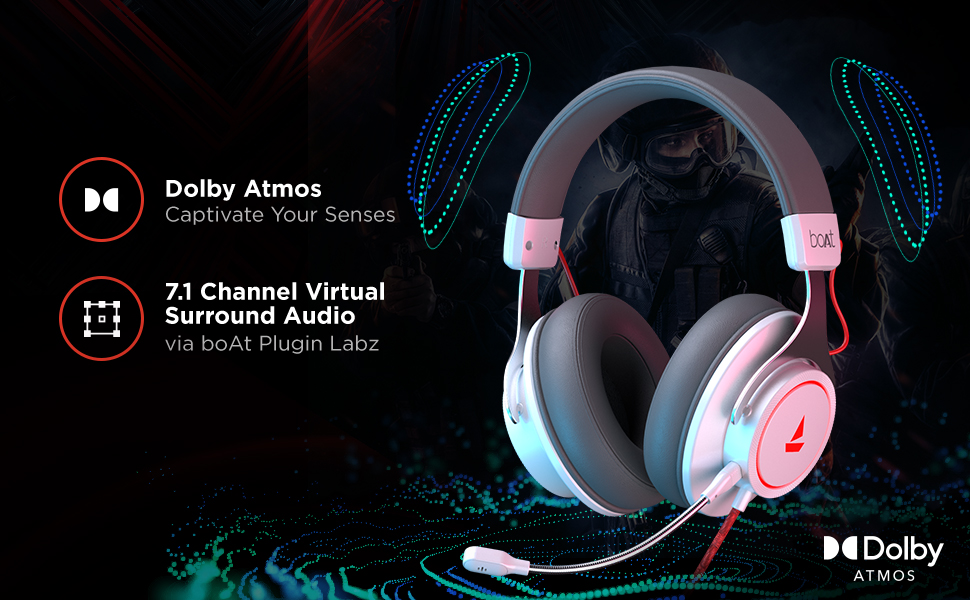 Dolby Atmos
Captivate Your Senses
7.1 Channel Virtual
Surround Audio
via boAt Plugin Labz
boAt
Dolby
ATMOS